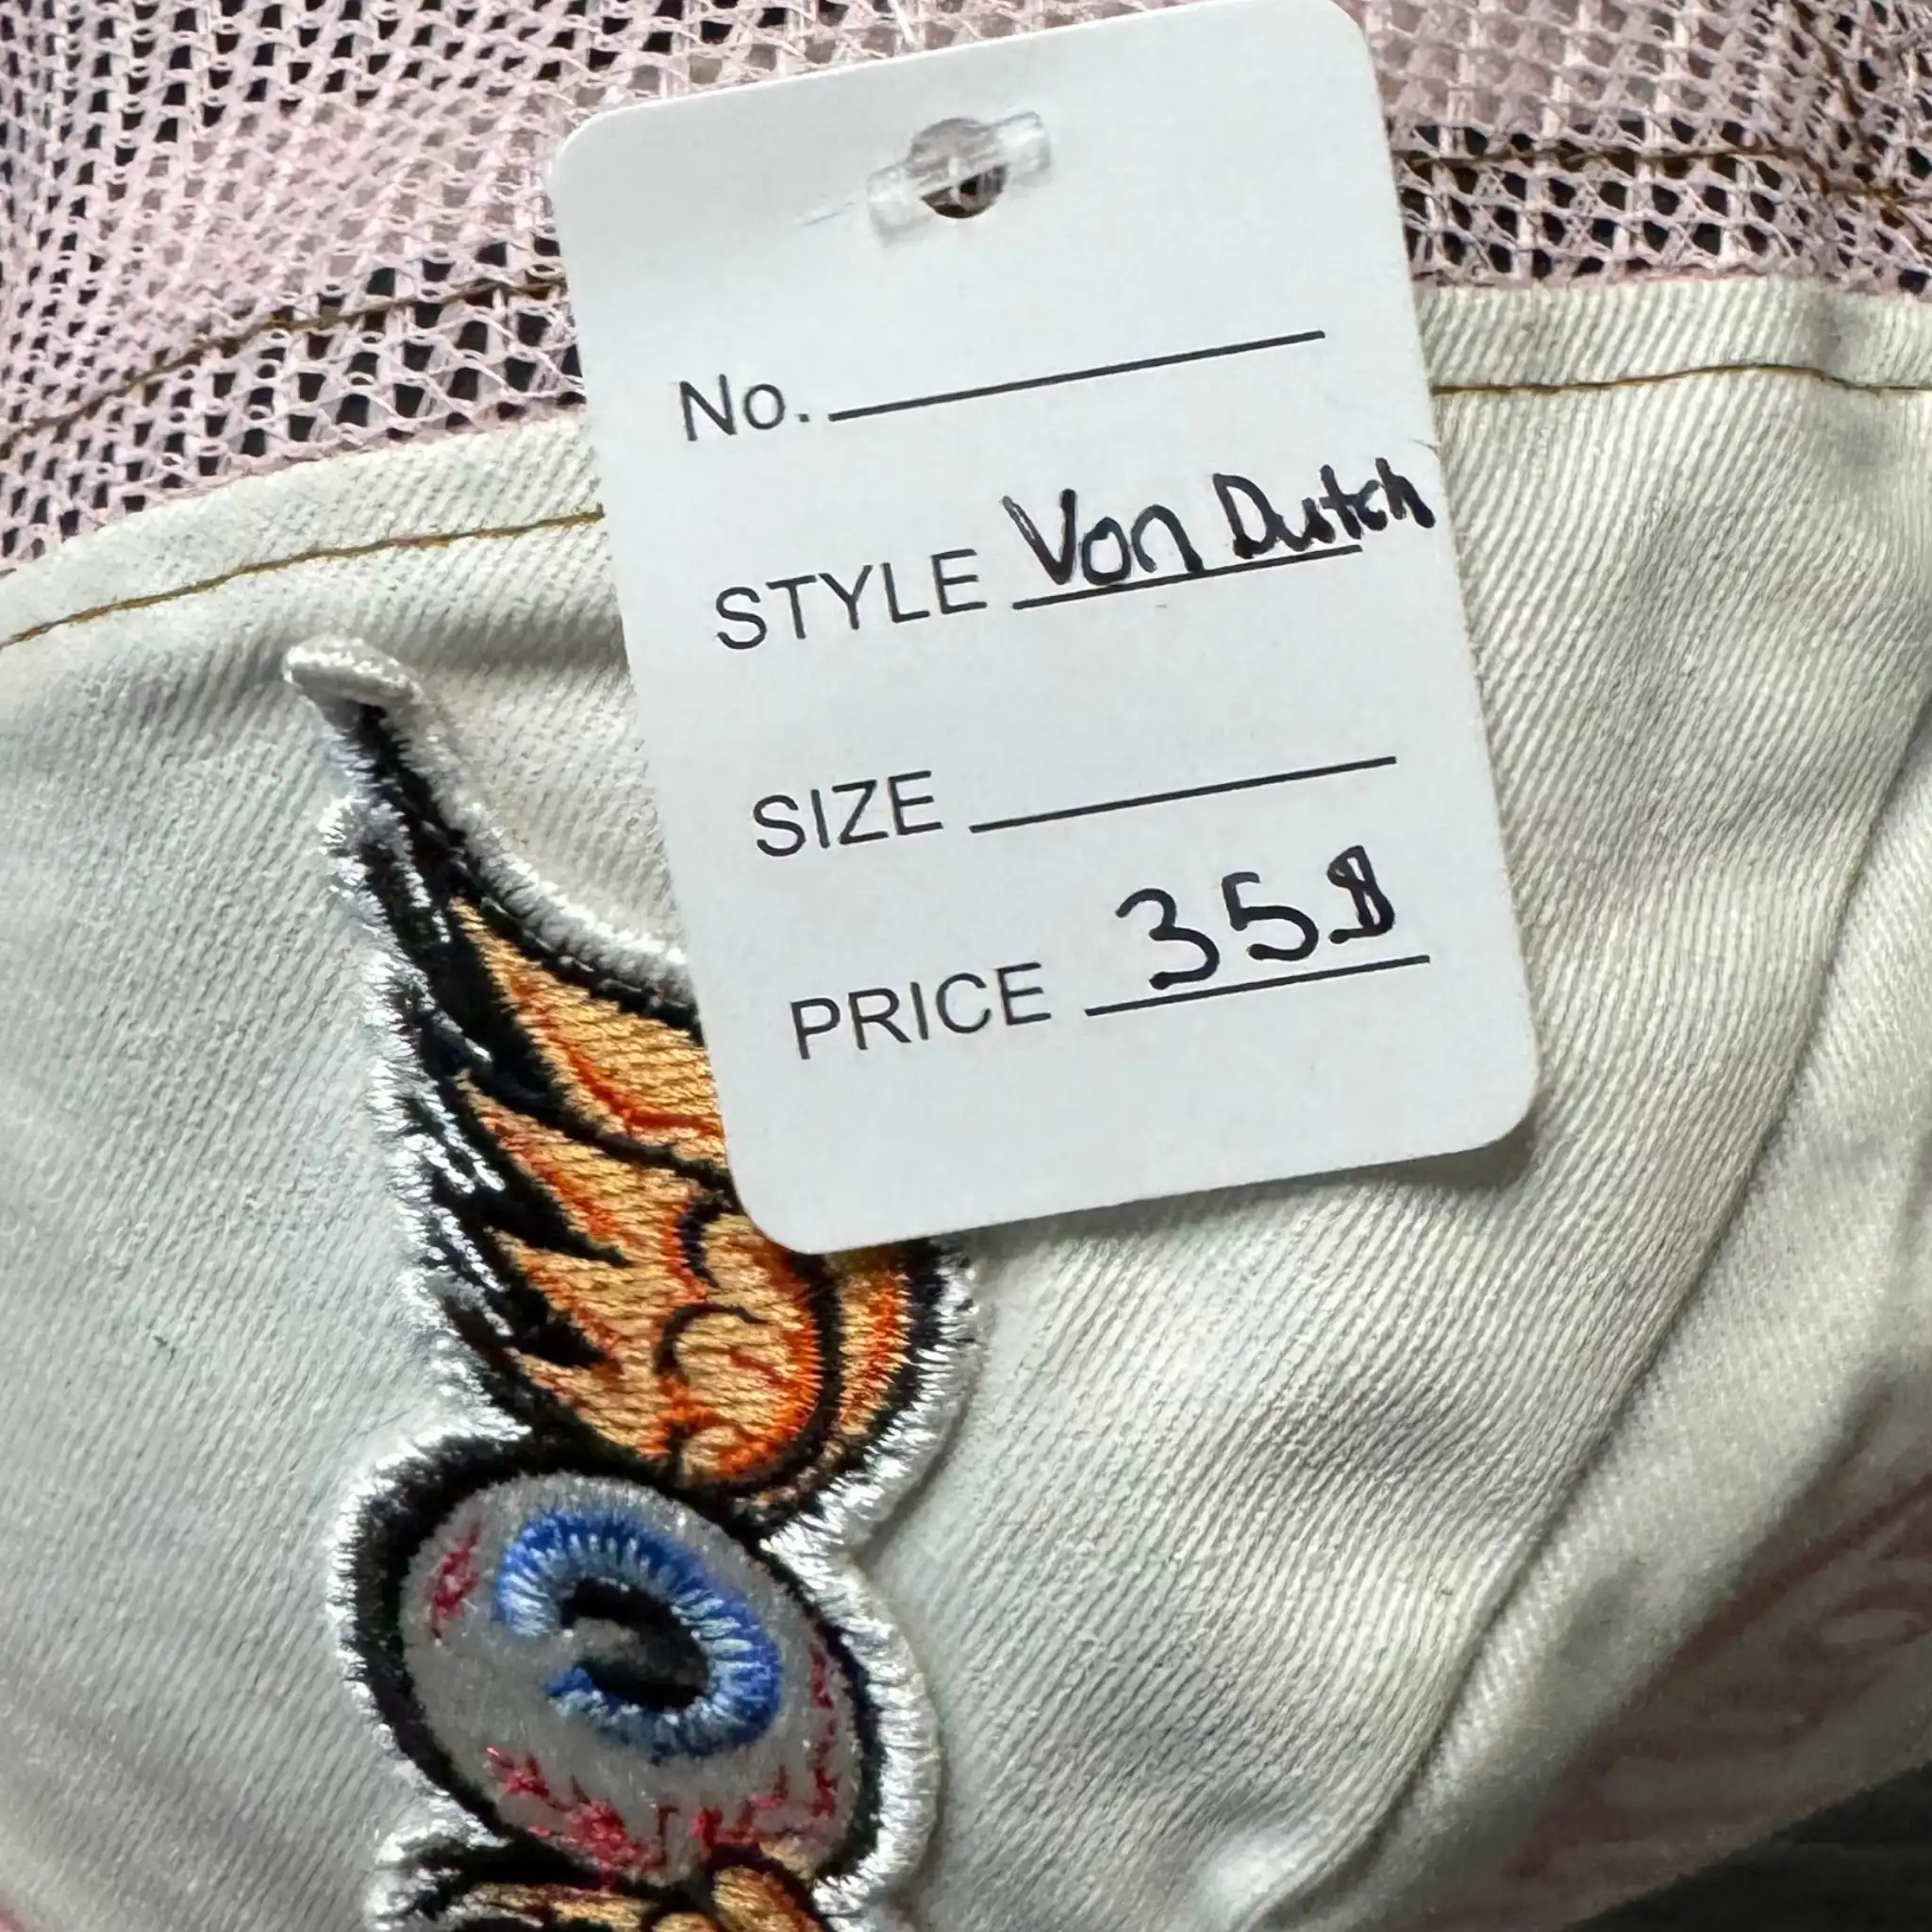 No.
STYLE Von Dutch
SIZE
PRICE 35$